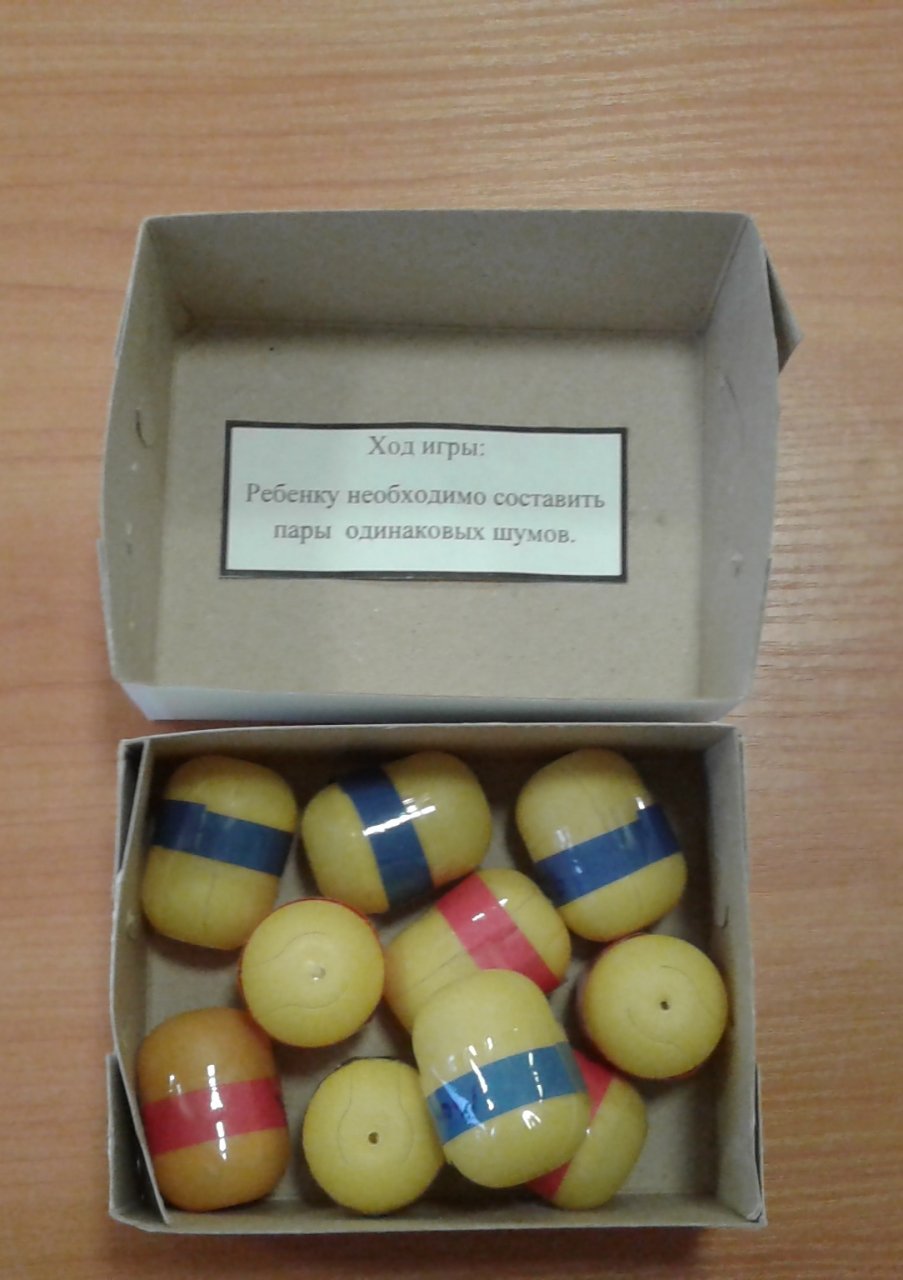 Ход игры:
Ребенку необходимо составить
пары одинаковых шумов.